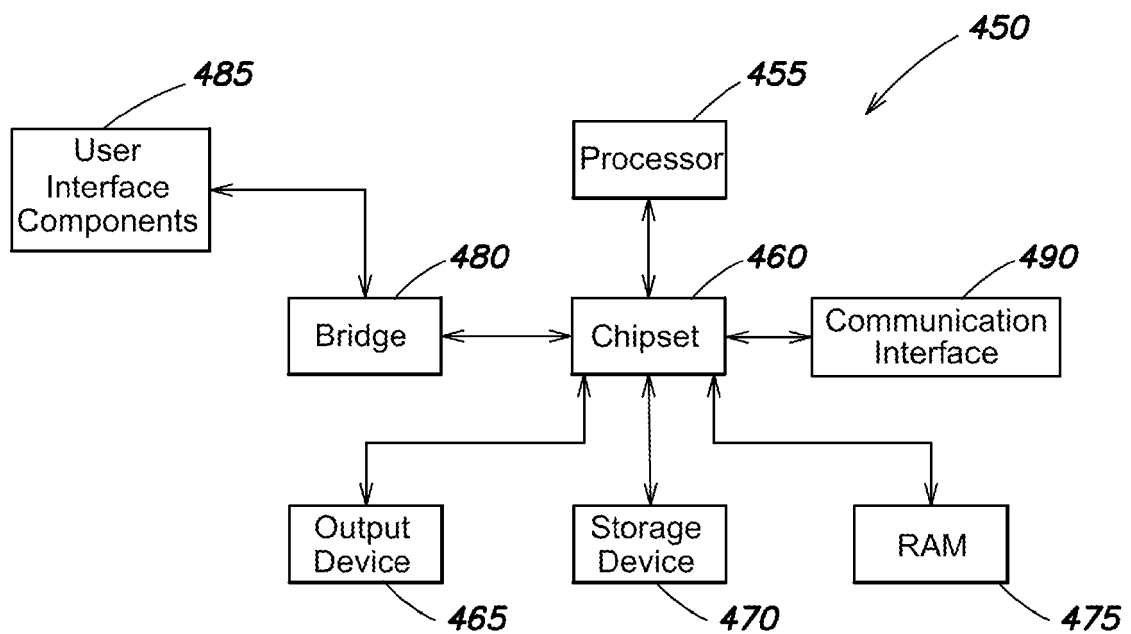 450
485
455
User
Interface
Components
Processor
480
460
490
Bridge
Chipset
Communication
Interface
Output
Device
Storage
Device
RAM
465
470
475